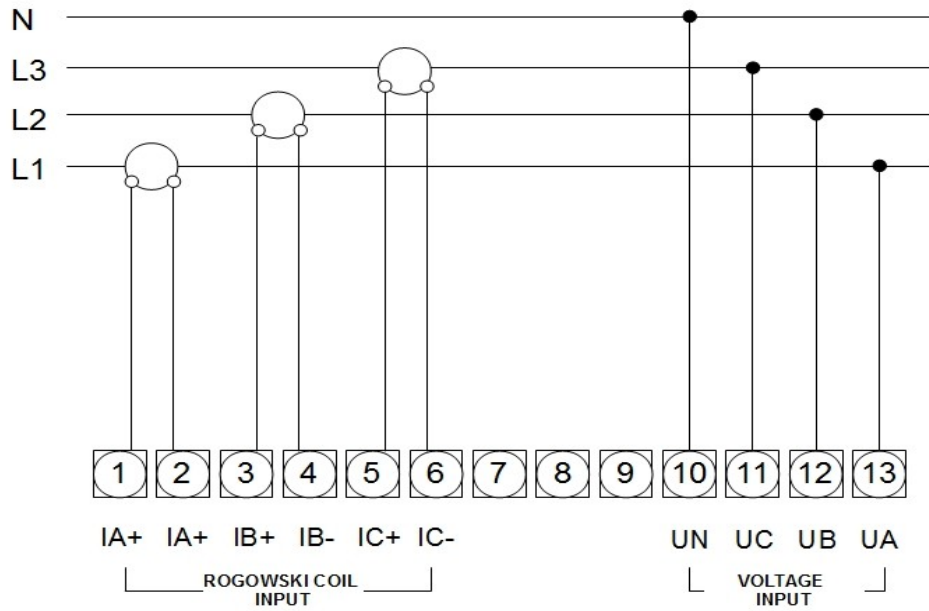 N
L3
L2
L1
1 2 3 4 5 6 7 8 9 10 11 12 13
IA+ IA+ IB+ IB- IC+ IC- UN UC UB UA
ROGOWSKI COIL INPUT
VOLTAGE INPUT